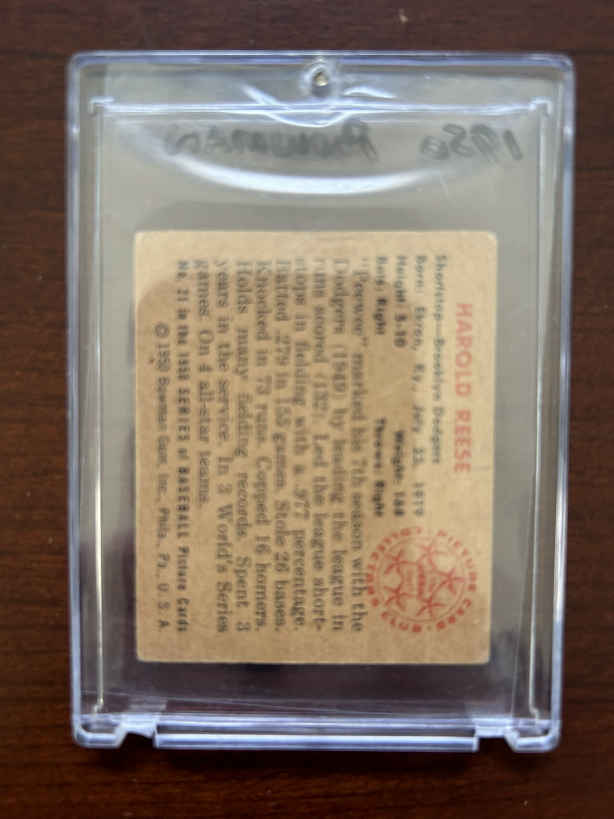 1950 Bowman
HAROLD REESE
Shortstop—Brooklyn Dodgers
Born: Ekron, Ky., July 23, 1919
Height: 5-10 Weight: 168
Bats: Right Throws: Right
"Peewee" marked his 7th season with the
Dodgers (1949) by leading the league in
runs scored (132). Led the league short-
stops in fielding with a .977 percentage.
Batted .279 in 155 games. Stole 26 bases.
Knocked in 73 runs. Copped 16 homers.
Holds many fielding records. Spent 3
years in the service. In 3 World's Series
games. On 4 all-star teams.
No. 21 in the 1950 SERIES of BASEBALL Picture Cards
© 1950 Bowman Gum, Inc., Phila., Pa., U. S. A.
PICTURE CARD
COLLECTORS CLUB